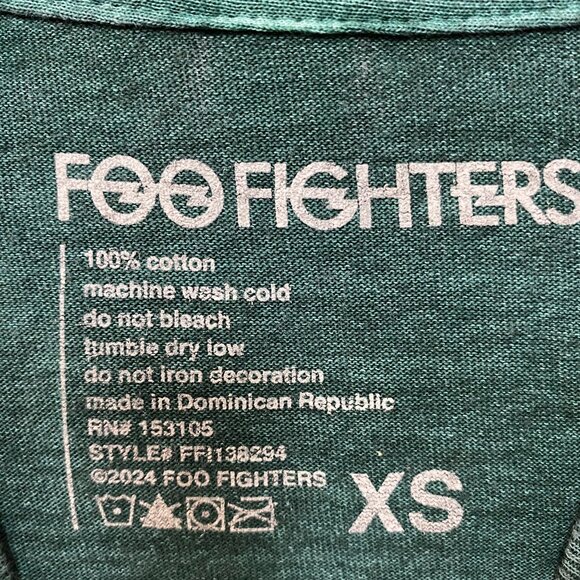 FOO FIGHTERS
100% cotton
machine wash cold
do not bleach
tumble dry low
do not iron decoration
made in Dominican Republic
RN# 153105
STYLE# FFI138294
©2024 FOO FIGHTERS
XS